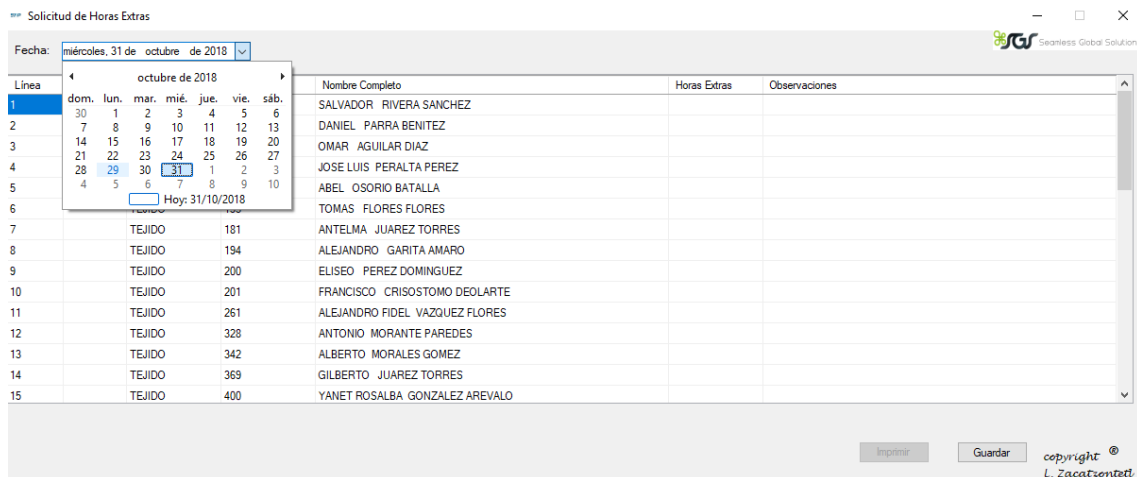 Solicitud de Horas Extras
Fecha: miércoles, 31 de octubre de 2018
SGS Seamless Global Solution
Línea Nombre Completo Horas Extras Observaciones
octubre de 2018
dom. lun. mar. mié. jue. vie. sáb.
30 1 2 3 4 5 6
7 8 9 10 11 12 13
14 15 16 17 18 19 20
21 22 23 24 25 26 27
28 29 30 31 1 2 3
4 5 6 7 8 9 10
Hoy: 31/10/2018
1 SALVADOR RIVERA SANCHEZ
2 DANIEL PARRA BENITEZ
3 OMAR AGUILAR DIAZ
4 JOSE LUIS PERALTA PEREZ
5 ABEL OSORIO BATALLA
6 TOMAS FLORES FLORES
7 TEJIDO 181 ANTELMA JUAREZ TORRES
8 TEJIDO 194 ALEJANDRO GARITA AMARO
9 TEJIDO 200 ELISEO PEREZ DOMINGUEZ
10 TEJIDO 201 FRANCISCO CRISOSTOMO DEOLARTE
11 TEJIDO 261 ALEJANDRO FIDEL VAZQUEZ FLORES
12 TEJIDO 328 ANTONIO MORANTE PAREDES
13 TEJIDO 342 ALBERTO MORALES GOMEZ
14 TEJIDO 369 GILBERTO JUAREZ TORRES
15 TEJIDO 400 YANET ROSALBA GONZALEZ AREVALO
Imprimir Guardar
copyright ®
L. Zacatzontetl